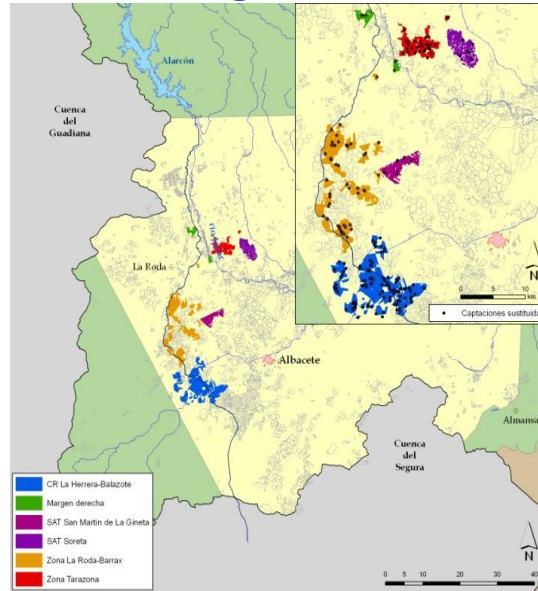 Alarcón
Cuenca
del
Guadiana
La Roda
Albacete
Almansa
Cuenca
del
Segura
N
0 5 10
km
Captaciones sustituida
CR La Herrera-Balazote
Margen derecha
SAT San Martin de La Gineta
SAT Soreta
Zona La Roda-Barrax
Zona Tarazona
N
0 5 10 20 30 40